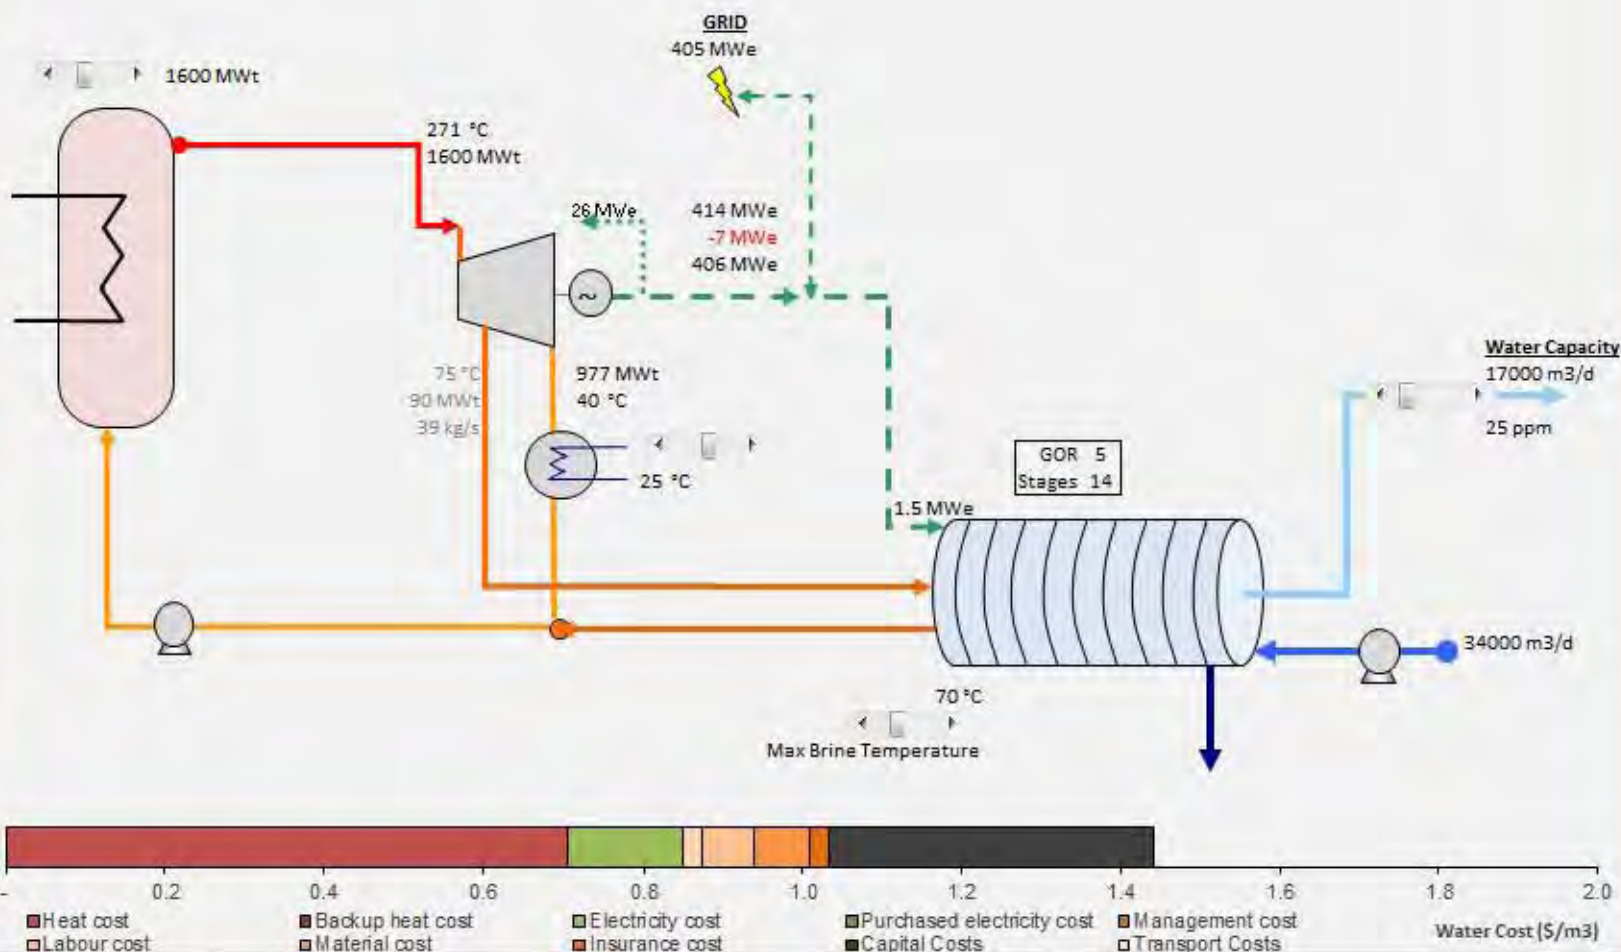 GRID
405 MWe
1600 MWt
271 °C
1600 MWt
26 MWe
414 MWe
-7 MWe
406 MWe
~
75 °C
90 MWt
39 kg/s
977 MWt
40 °C
25 °C
Water Capacity
17000 m3/d
25 ppm
GOR 5
Stages 14
1.5 MWe
34000 m3/d
70 °C
Max Brine Temperature
- 0.2 0.4 0.6 0.8 1.0 1.2 1.4 1.6 1.8 2.0
Heat cost Backup heat cost Electricity cost Purchased electricity cost Management cost
Labour cost Material cost Insurance cost Capital Costs Transport Costs
Water Cost ($/m3)